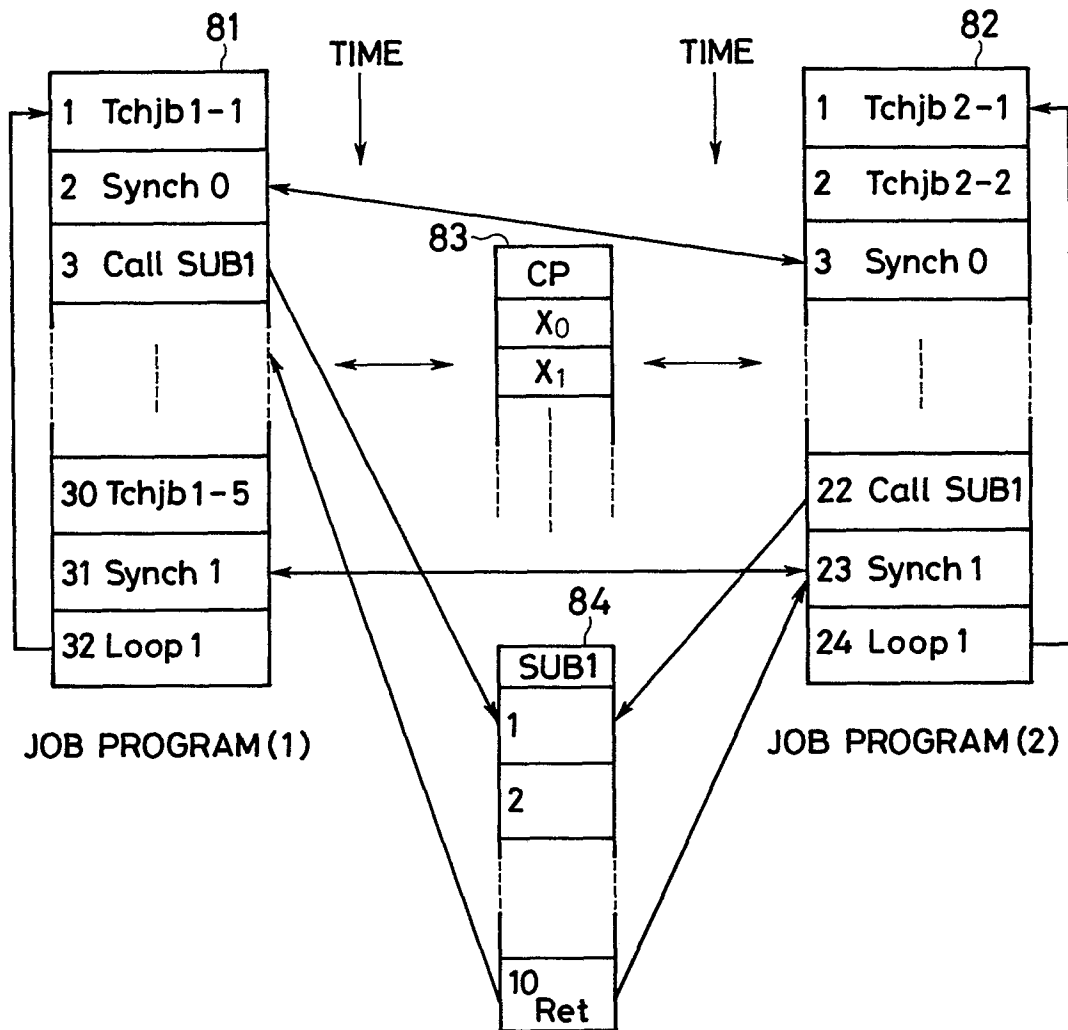 81
TIME
TIME
82
1 Tchjb 1-1
2 Synch 0
3 Call SUB1
30 Tchjb 1-5
31 Synch 1
32 Loop 1
JOB PROGRAM (1)
83
CP
X0
X1
84
SUB1
1
2
10
Ret
1 Tchjb 2-1
2 Tchjb 2-2
3 Synch 0
22 Call SUB1
23 Synch 1
24 Loop 1
JOB PROGRAM (2)